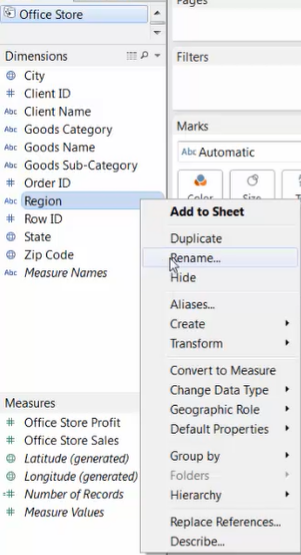 Office Store
Pages
Dimensions
Filters
City
Client ID
Client Name
Goods Category
Goods Name
Goods Sub-Category
Order ID
Region
Row ID
State
Zip Code
Measure Names
Marks
Abc Automatic
Color
Size
Add to Sheet
Duplicate
Rename...
Hide
Aliases...
Create
Transform
Convert to Measure
Change Data Type
Geographic Role
Default Properties
Group by
Folders
Hierarchy
Replace References...
Describe...
Measures
Office Store Profit
Office Store Sales
Latitude (generated)
Longitude (generated)
Number of Records
Measure Values